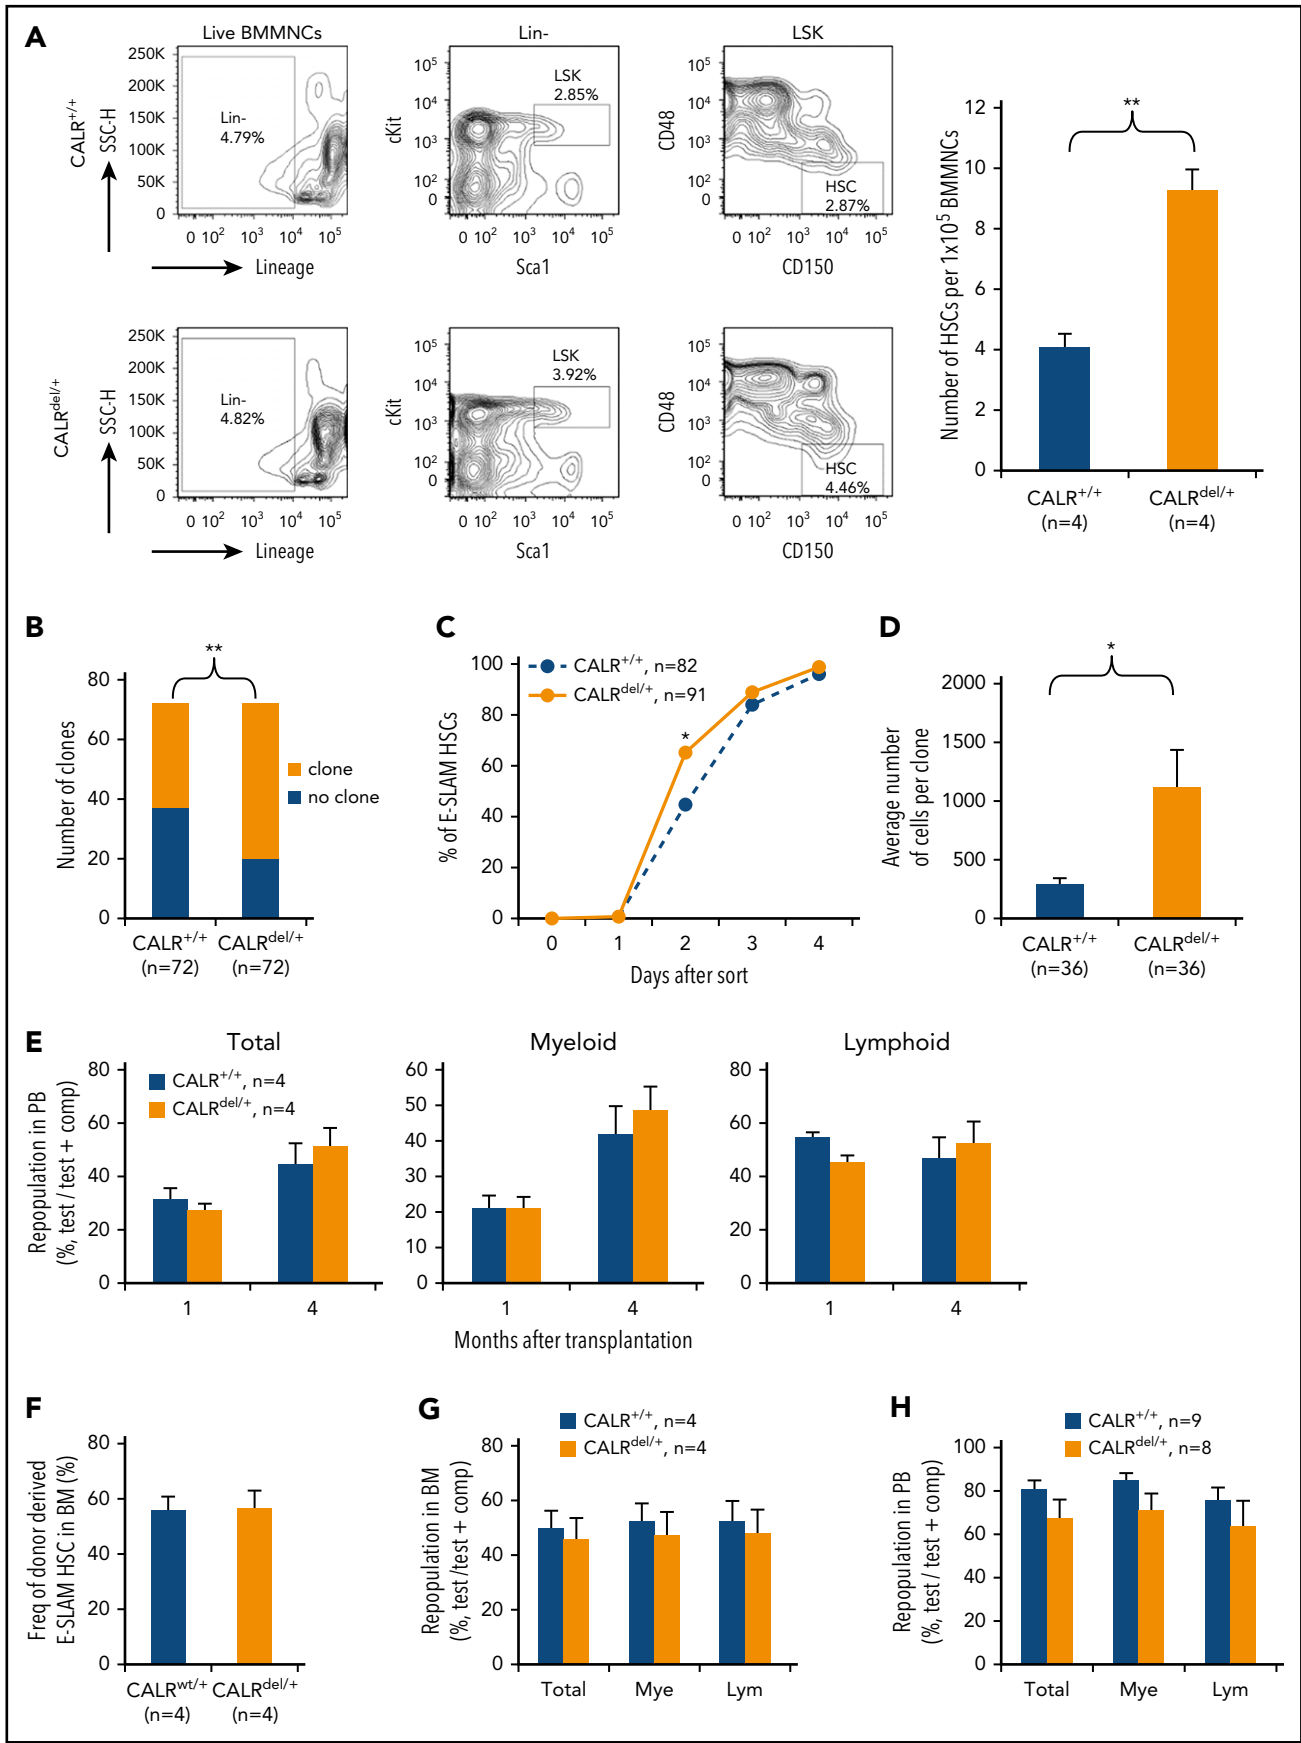 A
Live BMMNCs
Lin-
LSK
CALR+/+
SSC-H
250K
200K
150K
100K
50K
0
Lin-
4.79%
0 10² 10³ 10⁴ 10⁵
Lineage
cKit
10⁵
10⁴
10³
10²
0
LSK
2.85%
0 10² 10³ 10⁴ 10⁵
Sca1
CD48
10⁵
10⁴
10³
10²
0
HSC
2.87%
0 10² 10³ 10⁴ 10⁵
CD150
CALRdel/+
SSC-H
250K
200K
150K
100K
50K
0
Lin-
4.82%
0 10² 10³ 10⁴ 10⁵
Lineage
cKit
10⁵
10⁴
10³
10²
0
LSK
3.92%
0 10² 10³ 10⁴ 10⁵
Sca1
CD48
10⁵
10⁴
10³
10²
0
HSC
4.46%
0 10² 10³ 10⁴ 10⁵
CD150
Number of HSCs per 1x10⁵ BMMNCs
12
10
8
6
4
2
0
**
CALR+/+ CALRdel/+
(n=4) (n=4)
B
Number of clones
80
60
40
20
0
**
clone
no clone
CALR+/+ CALRdel/+
(n=72) (n=72)
C
% of E-SLAM HSCs
100
80
60
40
20
0
CALR+/+, n=82
CALRdel/+, n=91
*
0 1 2 3 4
Days after sort
D
Average number
of cells per clone
2000
1500
1000
500
0
*
CALR+/+ CALRdel/+
(n=36) (n=36)
E
Total
Myeloid
Lymphoid
Repopulation in PB
(%, test / test + comp)
80
60
40
20
0
CALR+/+, n=4
CALRdel/+, n=4
1 4
60
50
40
30
20
10
0
1 4
80
60
40
20
0
1 4
Months after transplantation
F
Freq of donor derived
E-SLAM HSC in BM (%)
80
60
40
20
0
CALRwt/+ CALRdel/+
(n=4) (n=4)
G
CALR+/+, n=4
CALRdel/+, n=4
Repopulation in BM
(%, test /test + comp)
80
60
40
20
0
Total Mye Lym
H
CALR+/+, n=9
CALRdel/+, n=8
Repopulation in PB
(%, test / test + comp)
100
80
60
40
20
0
Total Mye Lym